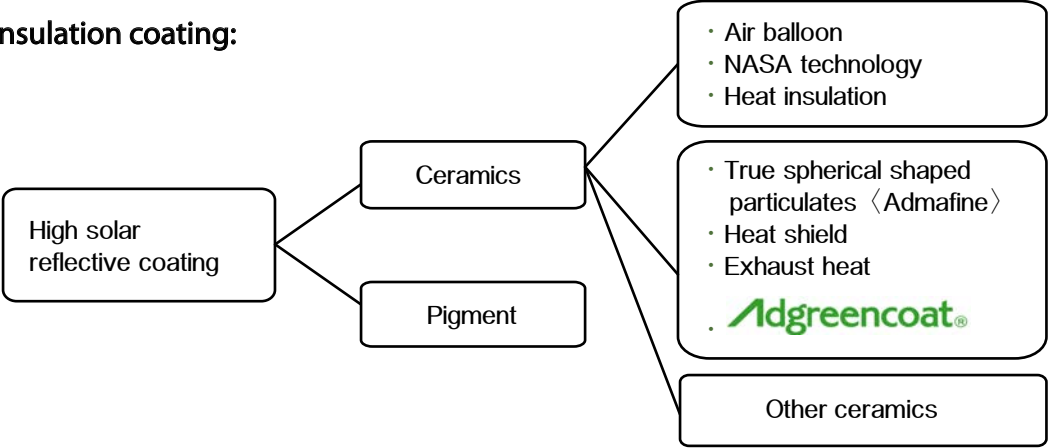 nsulation coating:
・Air balloon
・NASA technology
・Heat insulation
Ceramics
・True spherical shaped
particulates〈Admafine〉
・Heat shield
・Exhaust heat
・Adgreencoat®
High solar
reflective coating
Pigment
Other ceramics